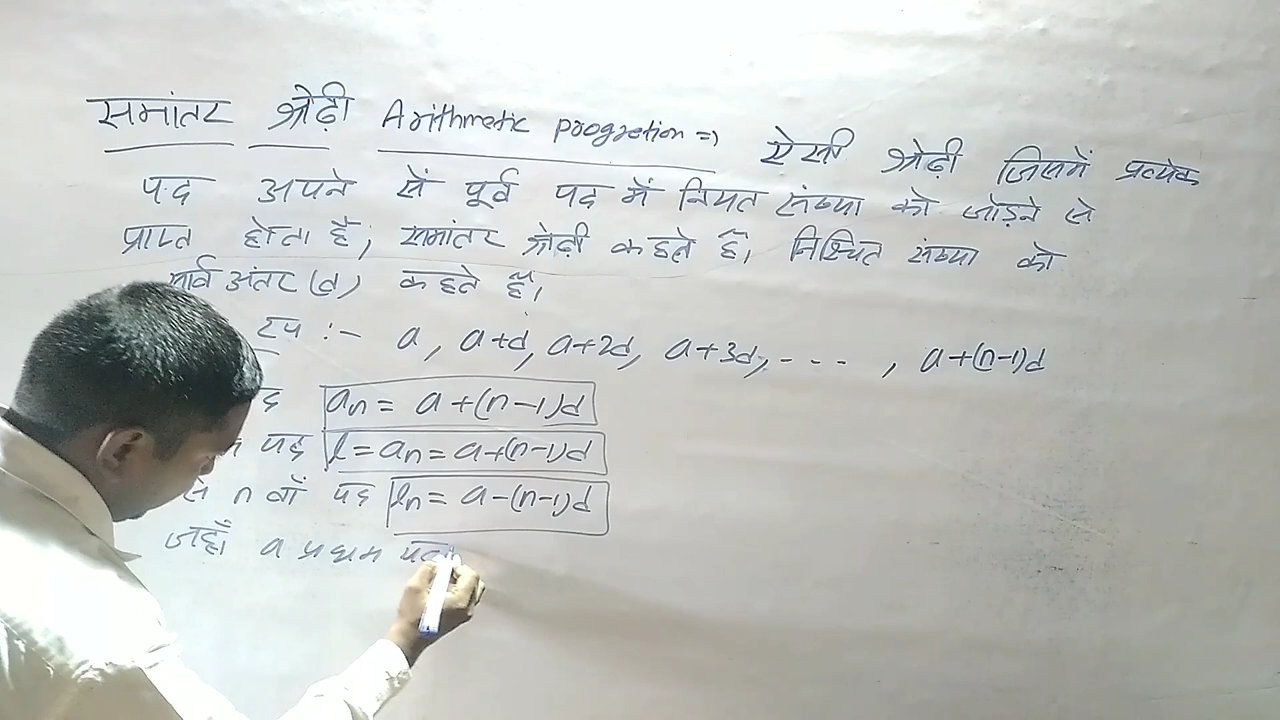 समांतर श्रेढ़ी Arithmetic progretion ⇒ ऐसी श्रेढ़ी जिसमें प्रत्येक
पद अपने से पूर्व पद में नियत संख्या को जोड़ने से
प्राप्त होता है, समांतर श्रेढ़ी कहते हैं। निश्चित संख्या को
सार्व अंतर (d) कहते हैं।
:- a, a+d, a+2d, a+3d, - - - - , a+(n-1)d
an = a+(n-1)d
पद l = an = a+(n-1)d
से n वाँ पद ln = a-(n-1)d
जहाँ a प्रथम पद